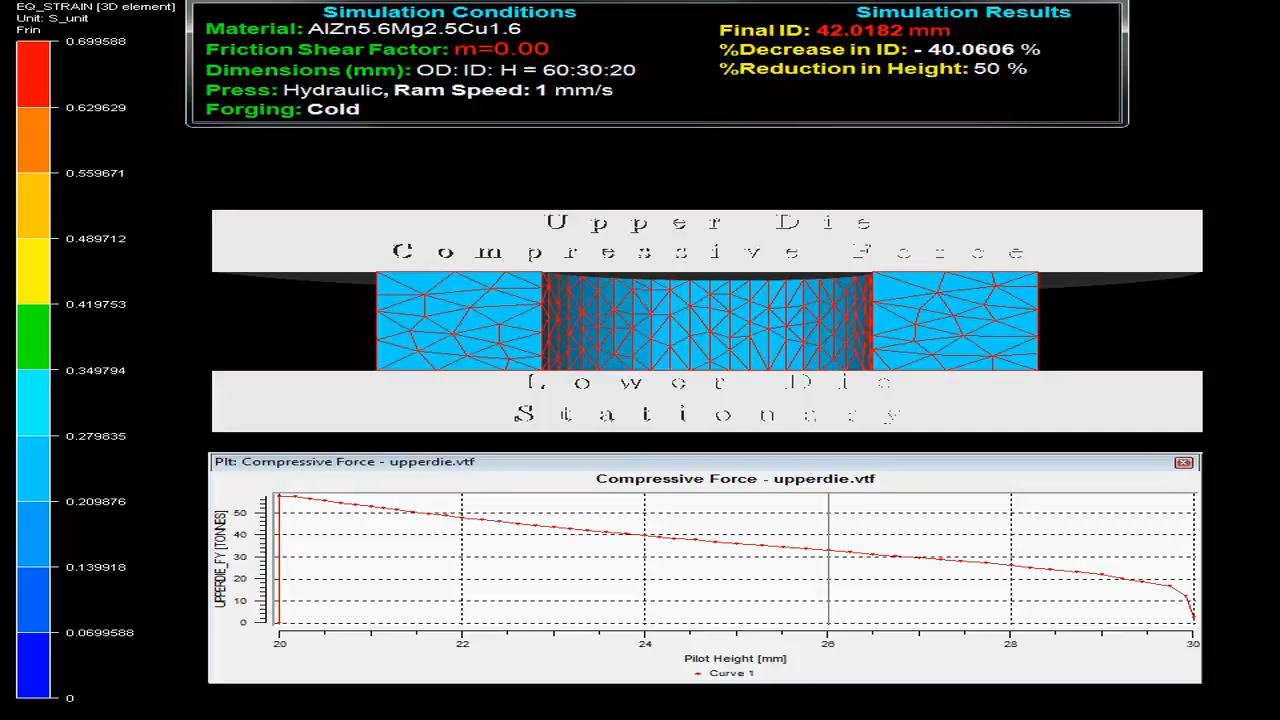 EQ_STRAIN [3D element]
Unit: S_unit
Frin
0.699588
0.629629
0.559671
0.489712
0.419753
0.349794
0.279835
0.209876
0.139918
0.0699588
0
Simulation Conditions
Material: AlZn5.6Mg2.5Cu1.6
Friction Shear Factor: m=0.00
Dimensions (mm): OD: ID: H = 60:30:20
Press: Hydraulic, Ram Speed: 1 mm/s
Forging: Cold
Simulation Results
Final ID: 42.0182 mm
%Decrease in ID: - 40.0606 %
%Reduction in Height: 50 %
Upper Die
Compressive Force
Lower Die
Stationary
Plt: Compressive Force - upperdie.vtf
Compressive Force - upperdie.vtf
UPPERDIE_FY [TONNES]
50
40
30
20
10
0
20 22 24 26 28 30
Pilot Height [mm]
Curve 1